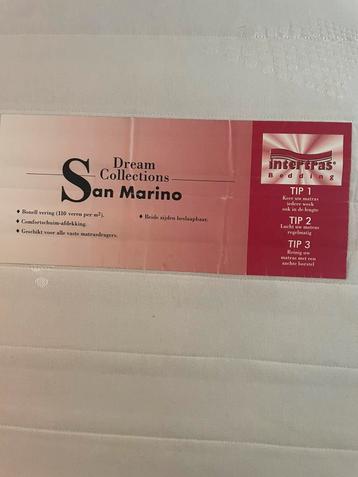 Dream
Collections
San Marino
♦ Bonell vering (110 veren per m²).
♦ Comfortschuim-afdekking.
♦ Geschikt voor alle vaste matrasdragers.
♦ Beide zijden beslaapbaar.
intertras®
Bedding
TIP 1
Keer uw matras
iedere week
ook in de lengte
TIP 2
Lucht uw matras
regelmatig
TIP 3
Reinig uw
matras met een
zachte borstel